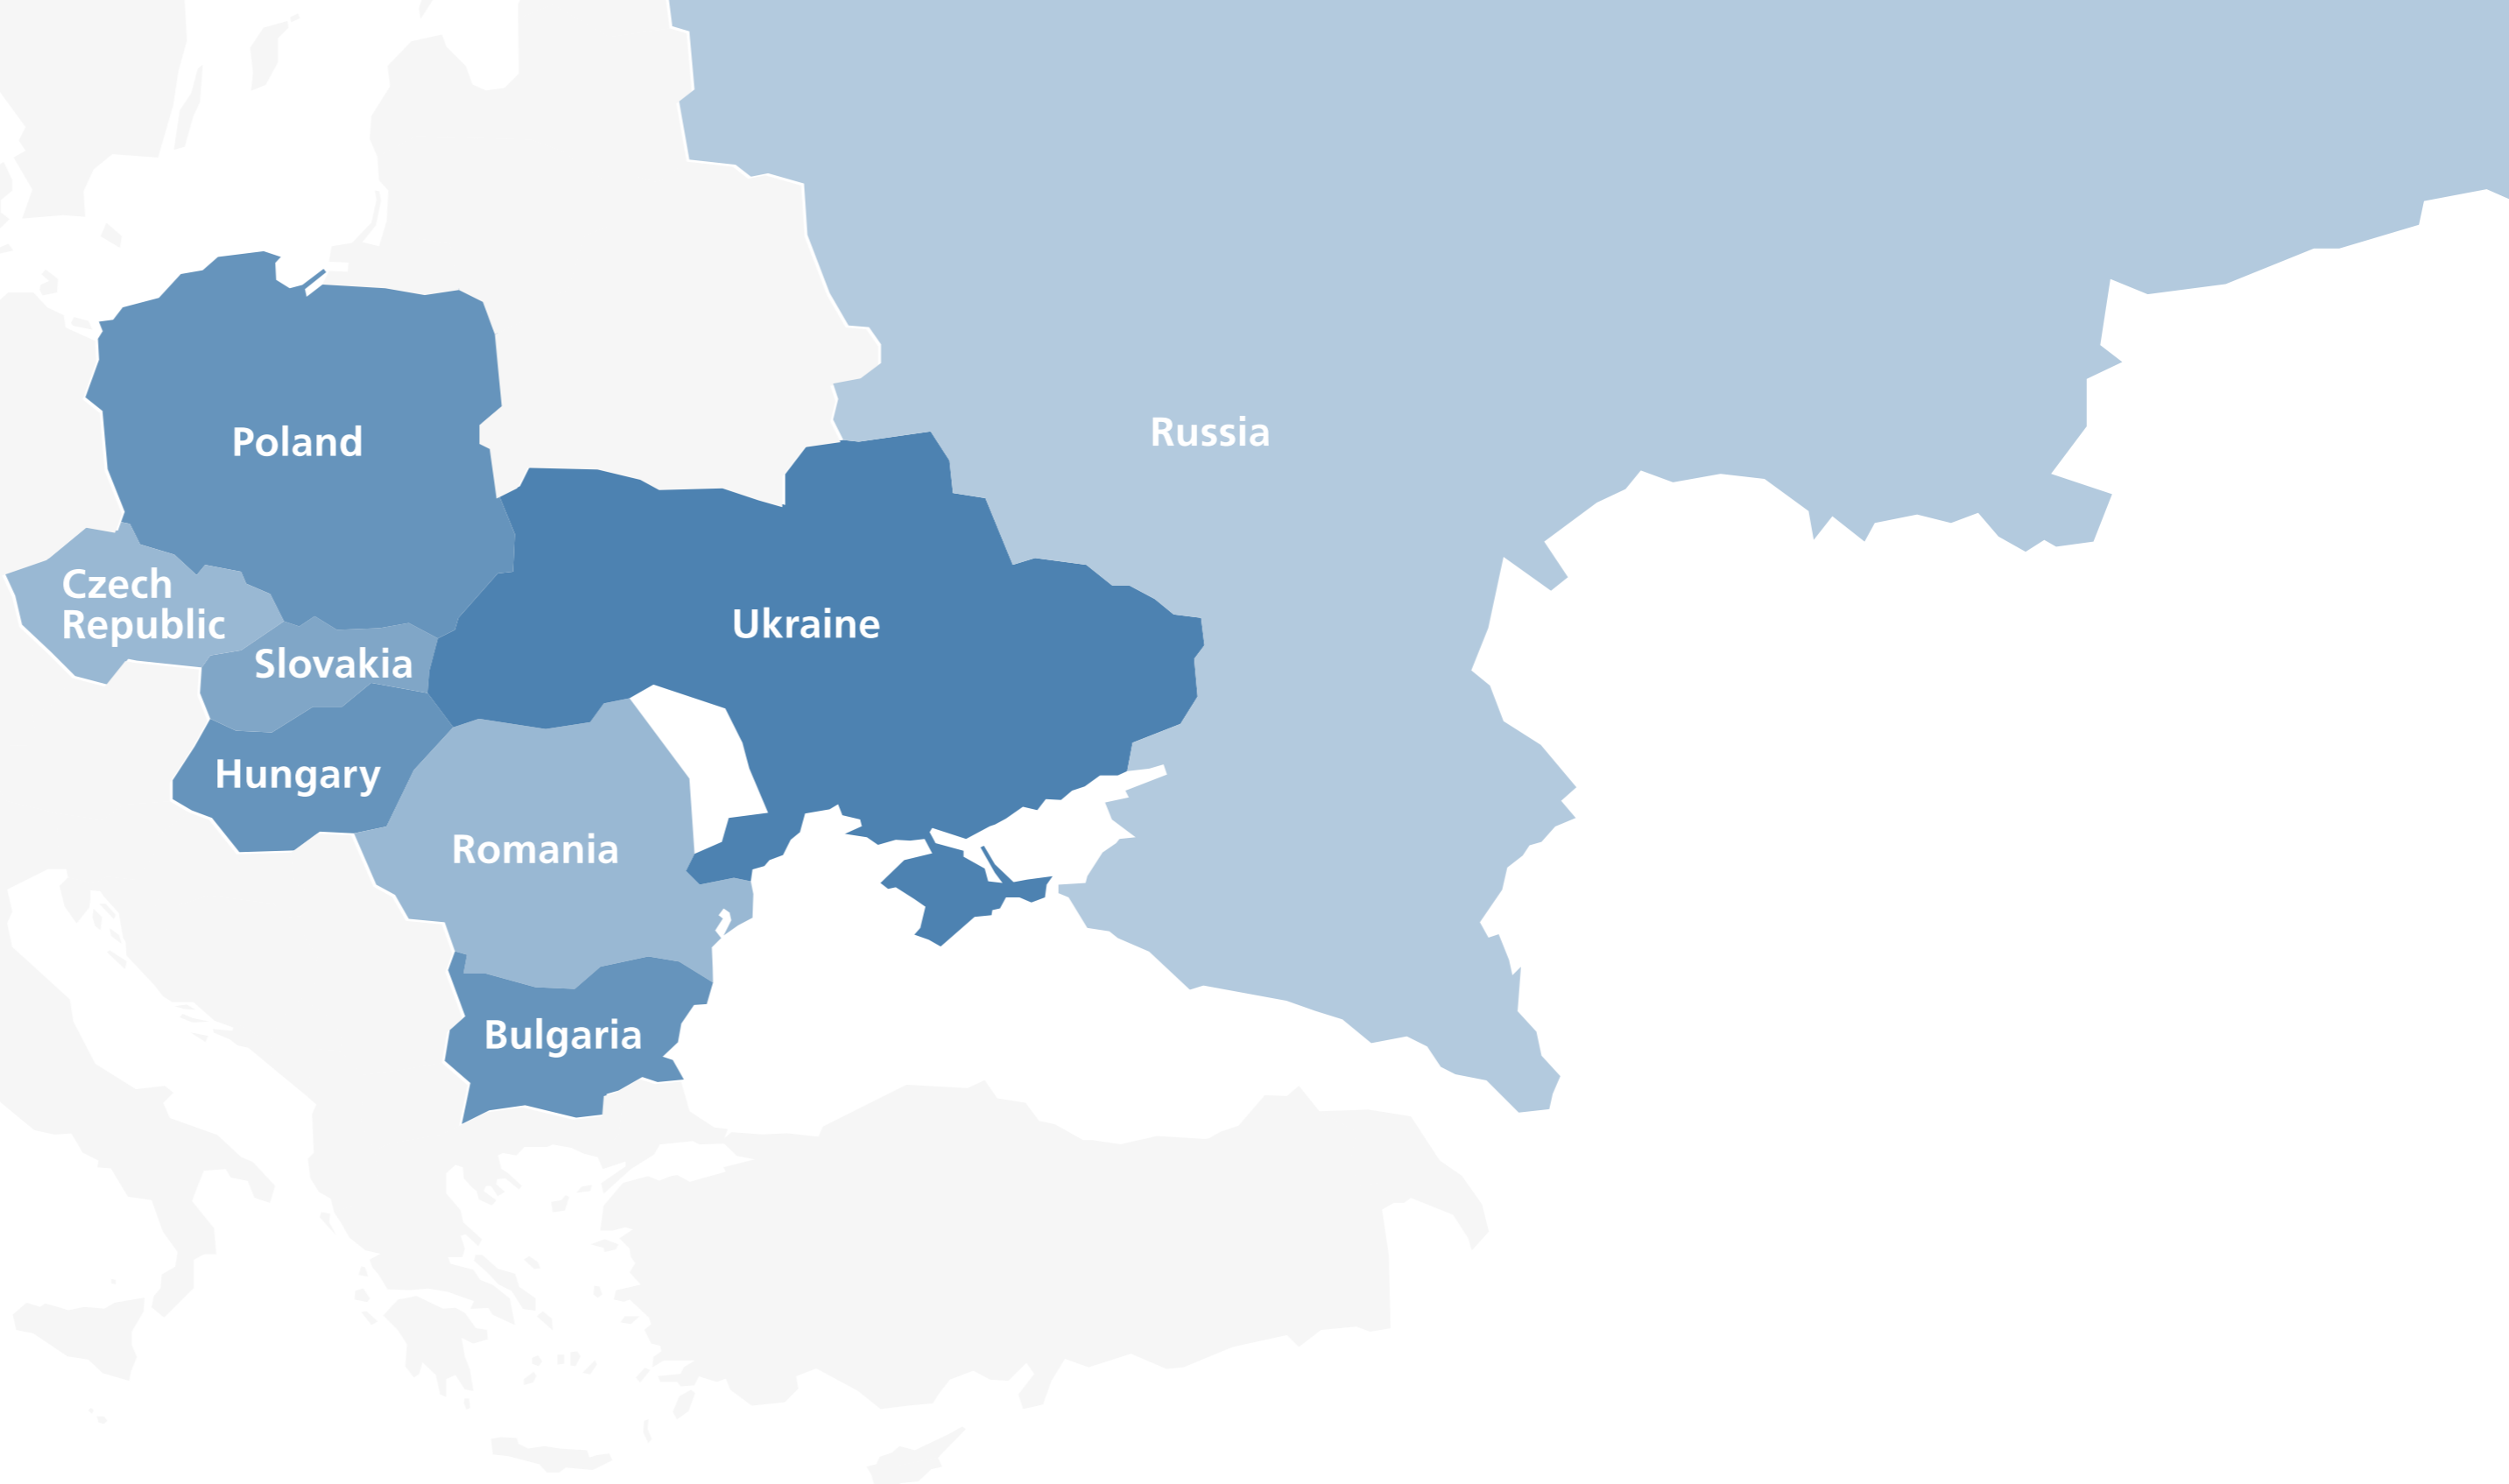 Russia
Poland
Czech
Republic
Ukraine
Slovakia
Hungary
Romania
Bulgaria